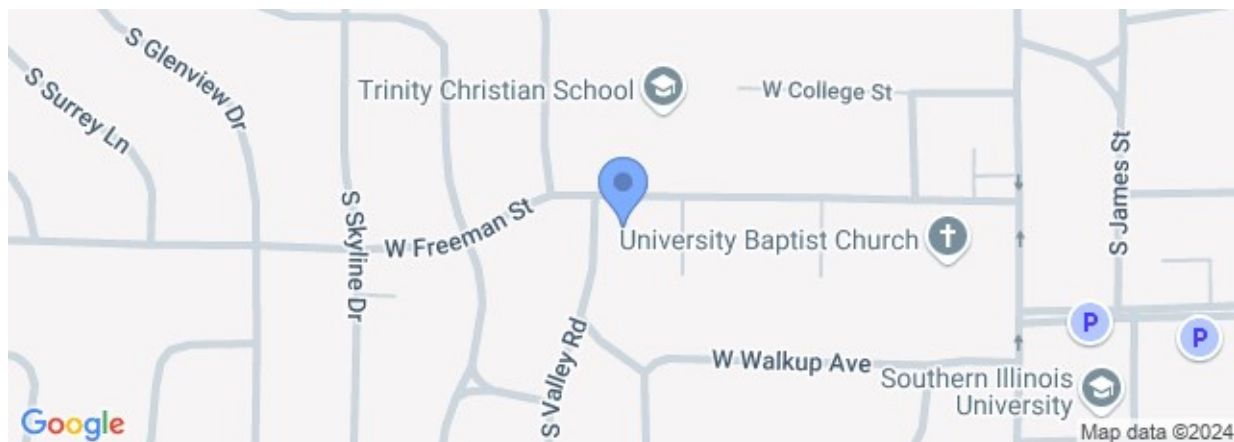 S Glenview Dr
S Surrey Ln
Trinity Christian School
W College St
S James St
S Skyline Dr
W Freeman St
University Baptist Church
P
P
S Valley Rd
W Walkup Ave
Southern Illinois
University
Google
Map data ©2024